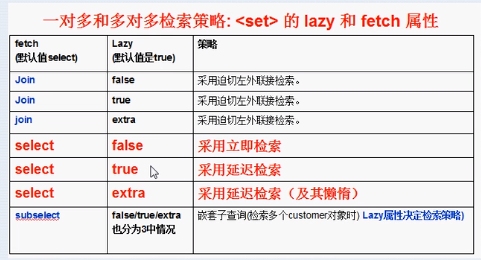 一对多和多对多检索策略: <set> 的 lazy 和 fetch 属性
fetch
(默认值select)
Lazy
(默认值是true)
策略
Join
false
采用迫切左外联接检索。
Join
true
采用迫切左外联接检索。
join
extra
采用迫切左外联接检索。
select
false
采用立即检索
select
true
采用延迟检索
select
extra
采用延迟检索（及其懒惰）
subselect
false/true/extra
也分为3中情况
嵌套子查询(检索多个customer对象时) Lazy属性决定检索策略)